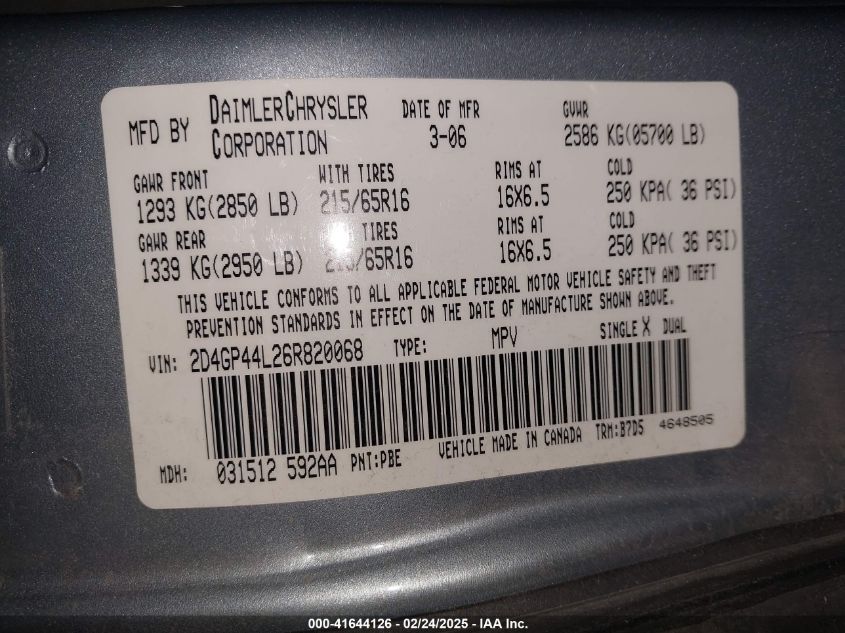 MFD BY DAIMLERCHRYSLER CORPORATION DATE OF MFR 3-06 GVWR 2586 KG(05700 LB)
GAWR FRONT WITH TIRES RIMS AT COLD
1293 KG(2850 LB) 215/65R16 16X6.5 250 KPA( 36 PSI)
GAWR REAR TIRES RIMS AT COLD
1339 KG(2950 LB) 215/65R16 16X6.5 250 KPA( 36 PSI)
THIS VEHICLE CONFORMS TO ALL APPLICABLE FEDERAL MOTOR VEHICLE SAFETY AND THEFT
PREVENTION STANDARDS IN EFFECT ON THE DATE OF MANUFACTURE SHOWN ABOVE.
VIN: 2D4GP44L26R820068 TYPE: MPV SINGLE X DUAL
MDH: 031512 592AA PNT:PBE VEHICLE MADE IN CANADA TRM:B7D5 4648505
000-41644126 - 02/24/2025 - IAA Inc.